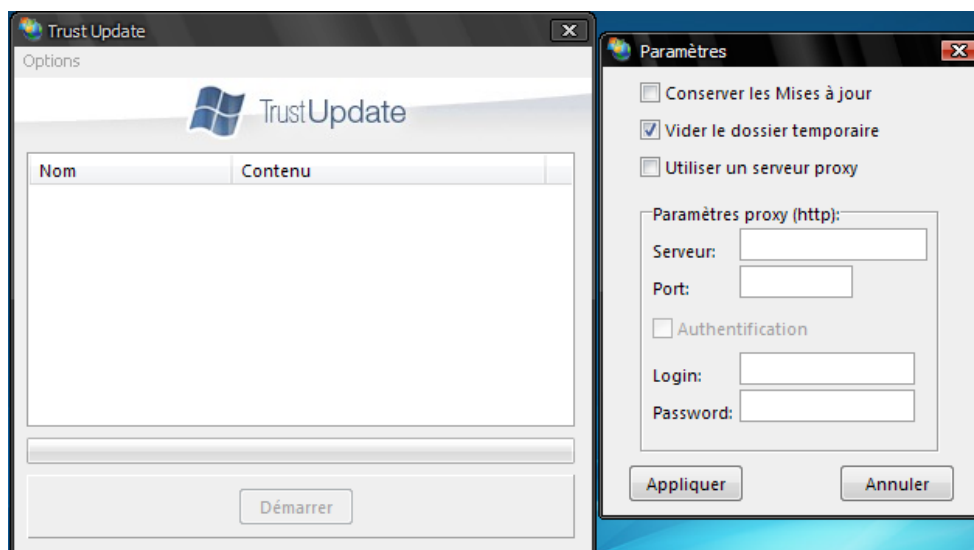 Trust Update
Options
TrustUpdate
Nom Contenu
Démarrer
Paramètres
Conserver les Mises à jour
Vider le dossier temporaire
Utiliser un serveur proxy
Paramètres proxy (http):
Serveur:
Port:
Authentification
Login:
Password:
Appliquer Annuler